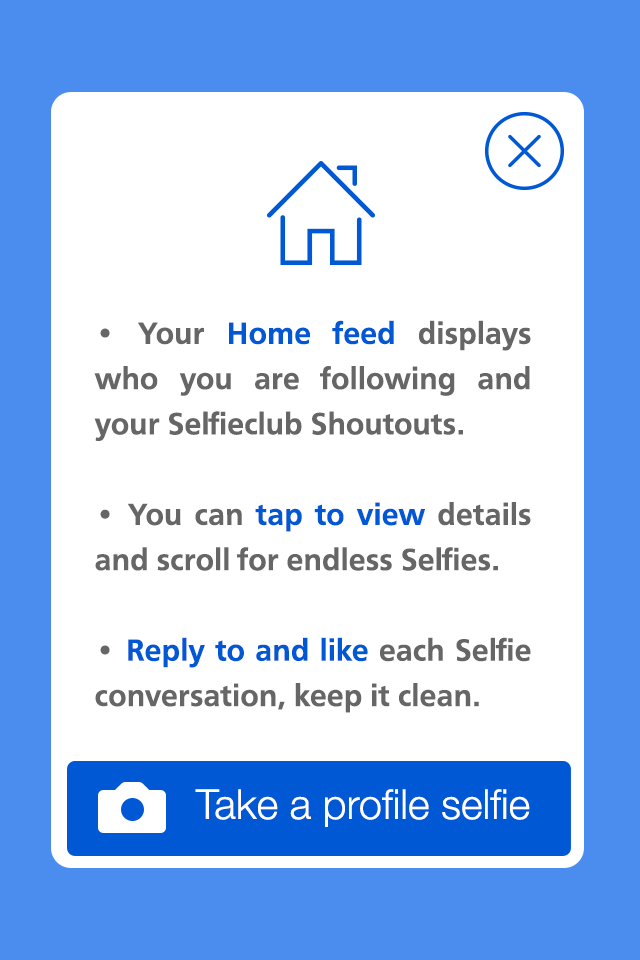 • Your Home feed displays
who you are following and
your Selfieclub Shoutouts.
• You can tap to view details
and scroll for endless Selfies.
• Reply to and like each Selfie
conversation, keep it clean.
Take a profile selfie